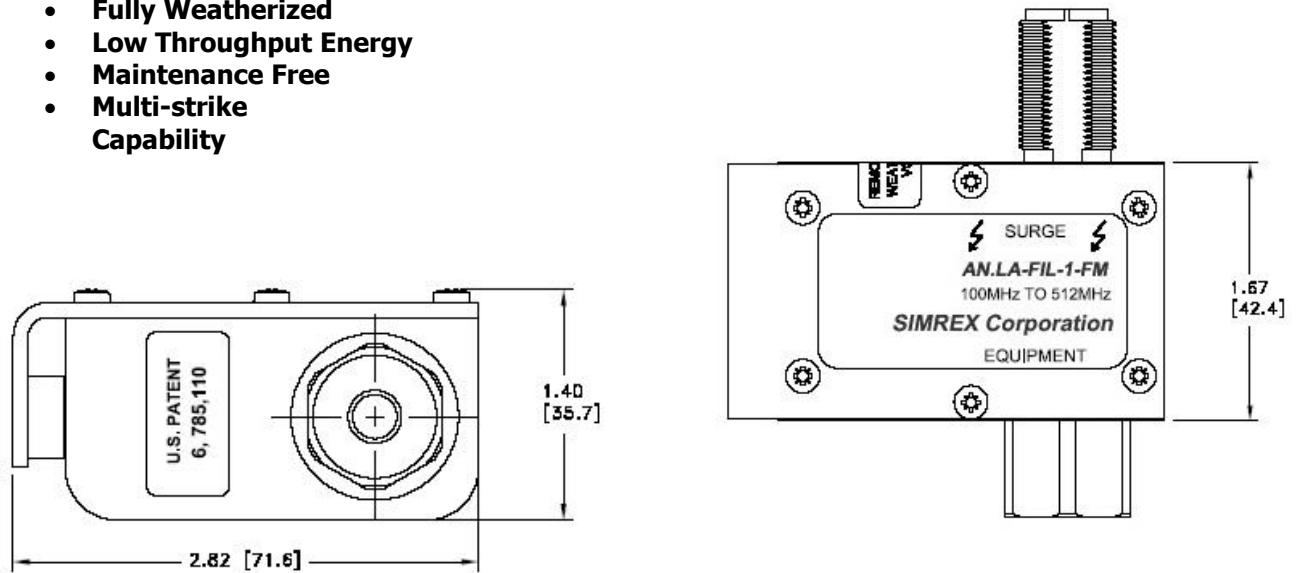 • Fully Weatherized
• Low Throughput Energy
• Maintenance Free
• Multi-strike
Capability
SURGE
AN.LA-FIL-1-FM
100MHz TO 512MHz
SIMREX Corporation
EQUIPMENT
1.67
[42.4]
U.S. PATENT
6, 785,110
1.40
[35.7]
2.82 [71.6]